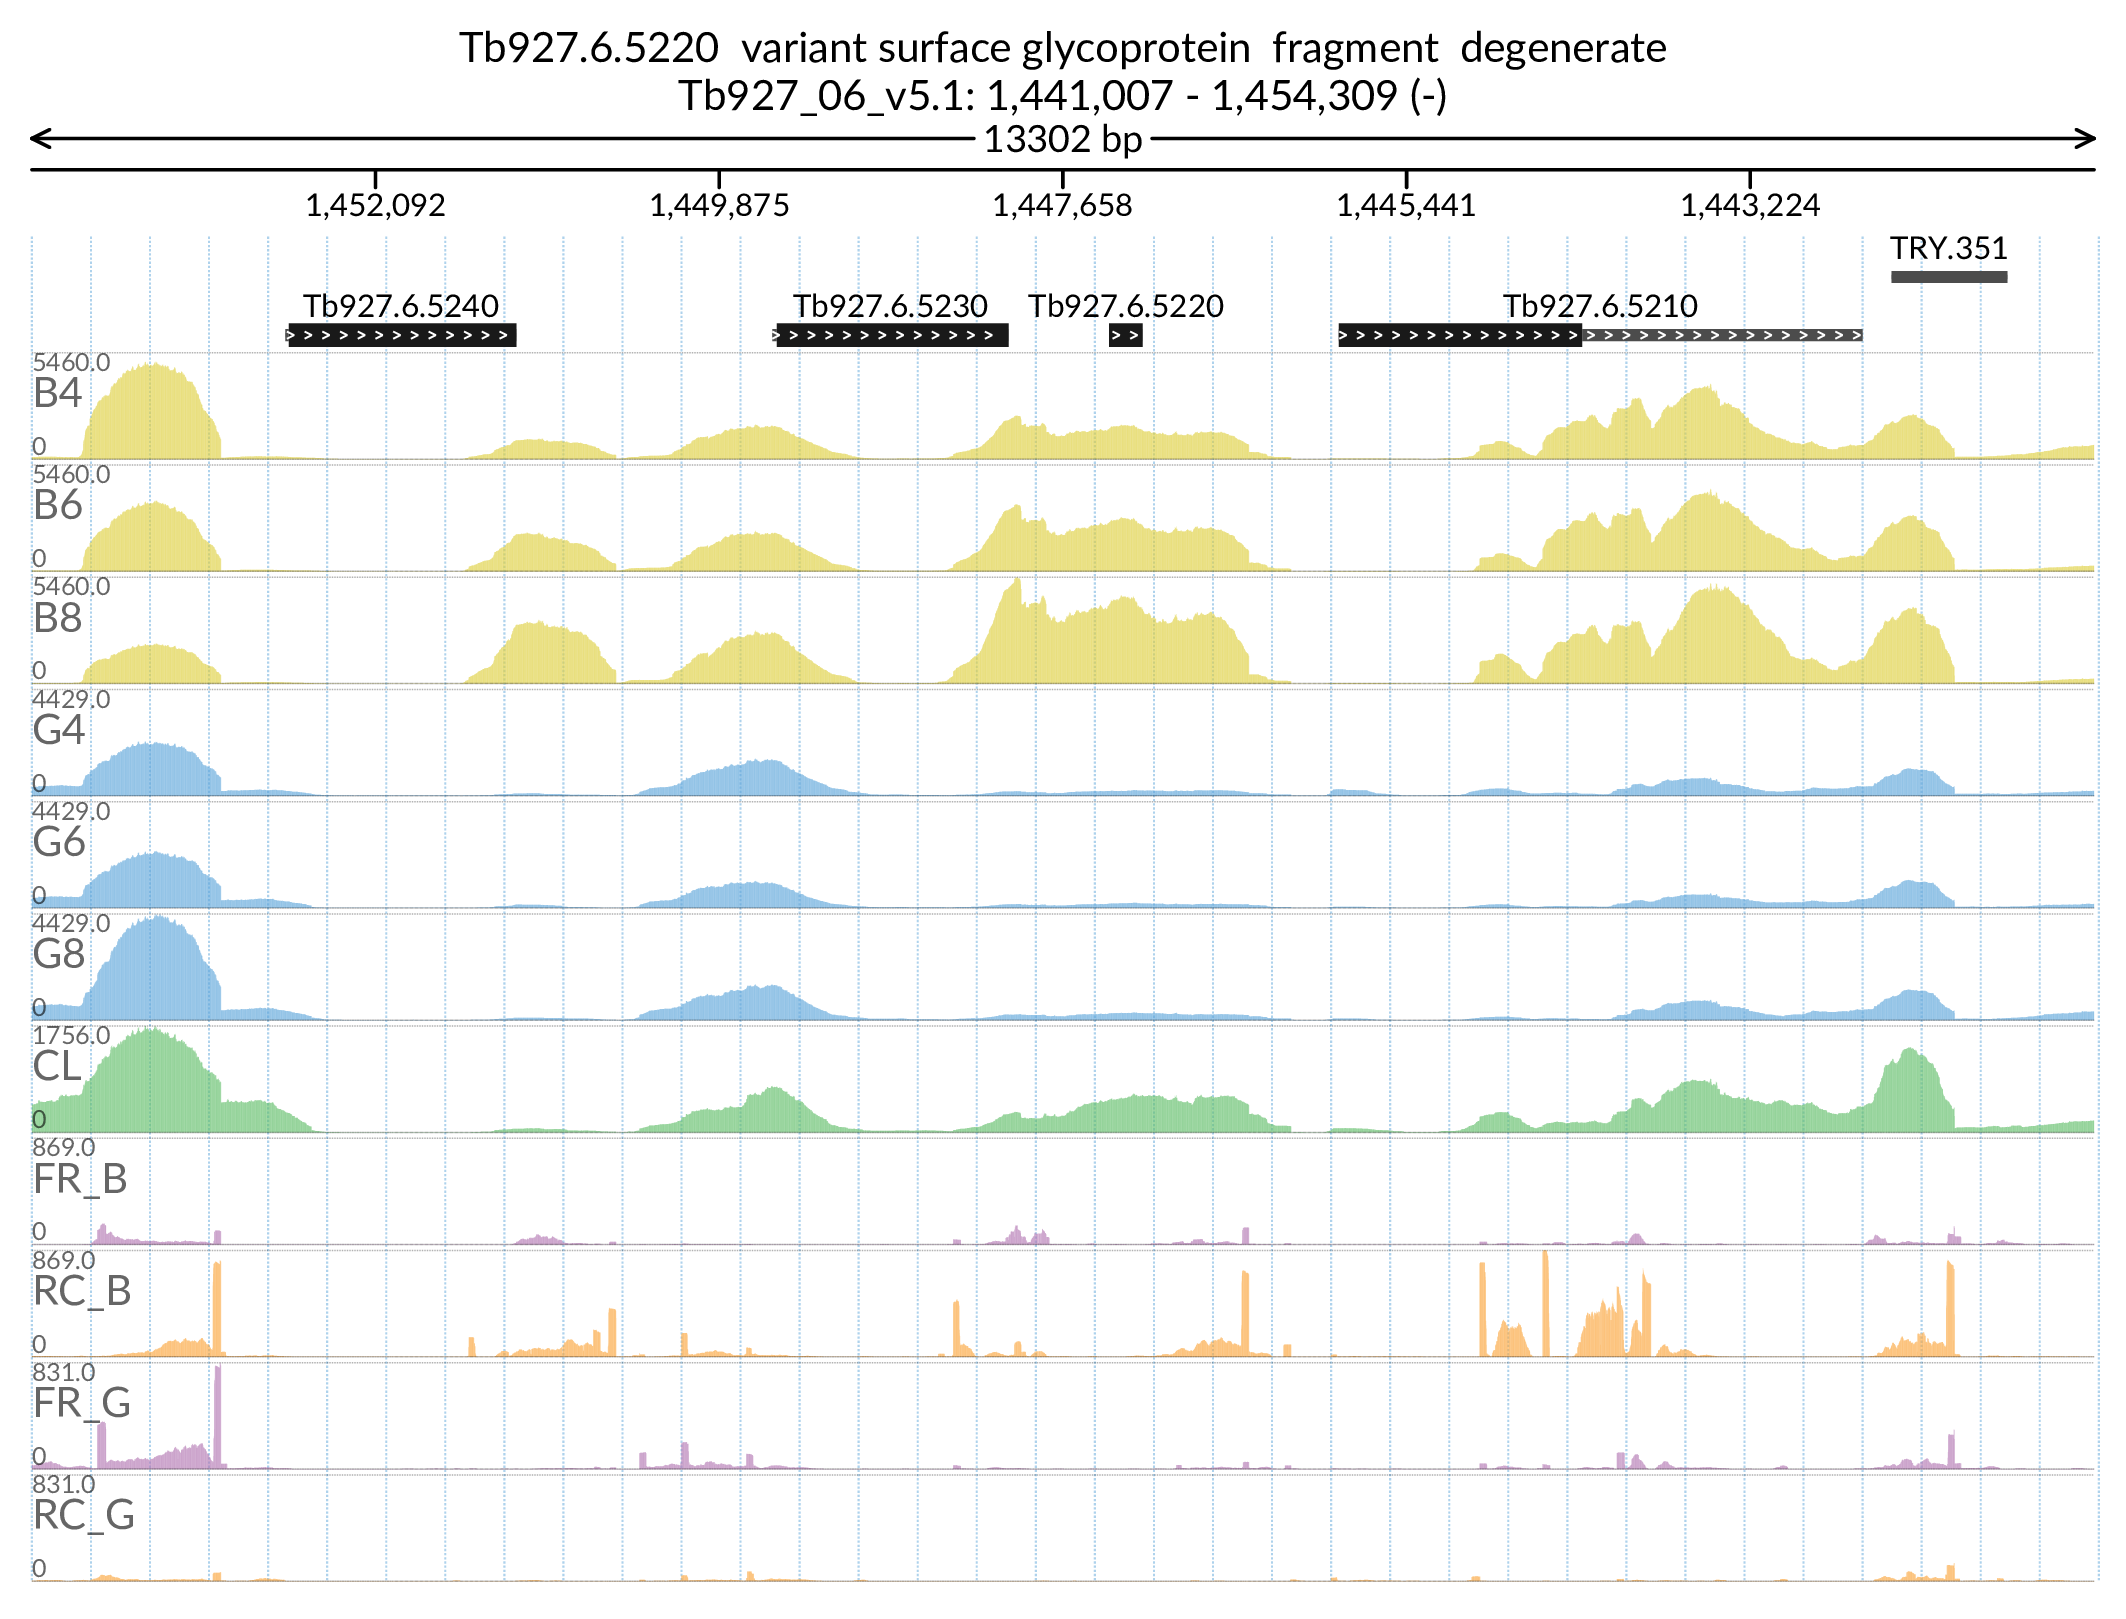 Tb927.6.5220 variant surface glycoprotein fragment degenerate
Tb927_06_v5.1: 1,441,007 - 1,454,309 (-)
13302 bp
1,452,092 1,449,875 1,447,658 1,445,441 1,443,224
TRY.351
Tb927.6.5240 Tb927.6.5230 Tb927.6.5220 Tb927.6.5210
5460.0
B4
0
5460.0
B6
0
5460.0
B8
0
4429.0
G4
0
4429.0
G6
0
4429.0
G8
0
1756.0
CL
0
869.0
FR_B
0
869.0
RC_B
0
831.0
FR_G
0
831.0
RC_G
0